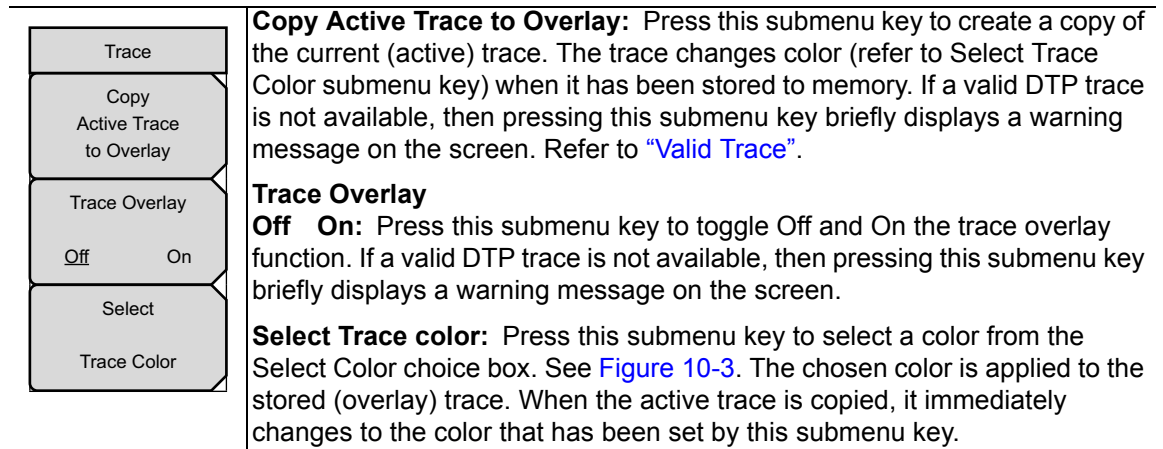 Trace
Copy
Active Trace
to Overlay
Trace Overlay
Off On
Select
Trace Color
Copy Active Trace to Overlay: Press this submenu key to create a copy of
the current (active) trace. The trace changes color (refer to Select Trace
Color submenu key) when it has been stored to memory. If a valid DTP trace
is not available, then pressing this submenu key briefly displays a warning
message on the screen. Refer to “Valid Trace”.
Trace Overlay
Off On: Press this submenu key to toggle Off and On the trace overlay
function. If a valid DTP trace is not available, then pressing this submenu key
briefly displays a warning message on the screen.
Select Trace color: Press this submenu key to select a color from the
Select Color choice box. See Figure 10-3. The chosen color is applied to the
stored (overlay) trace. When the active trace is copied, it immediately
changes to the color that has been set by this submenu key.